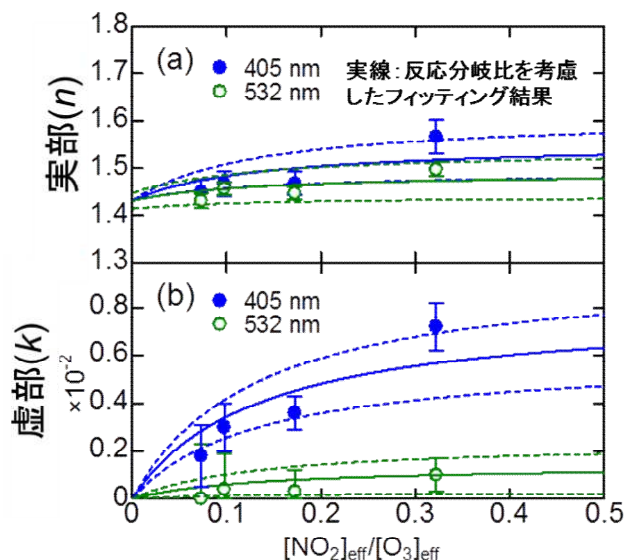 1.8
(a)
405 nm
532 nm
実線：反応分岐比を考慮
したフィッティング結果
1.7
1.6
1.5
1.4
1.3
実部(n)
(b)
405 nm
532 nm
0.8
0.6
0.4
0.2
0
虚部(k)
×10⁻²
0
0.1
0.2
0.3
0.4
0.5
[NO₂]eff/[O₃]eff